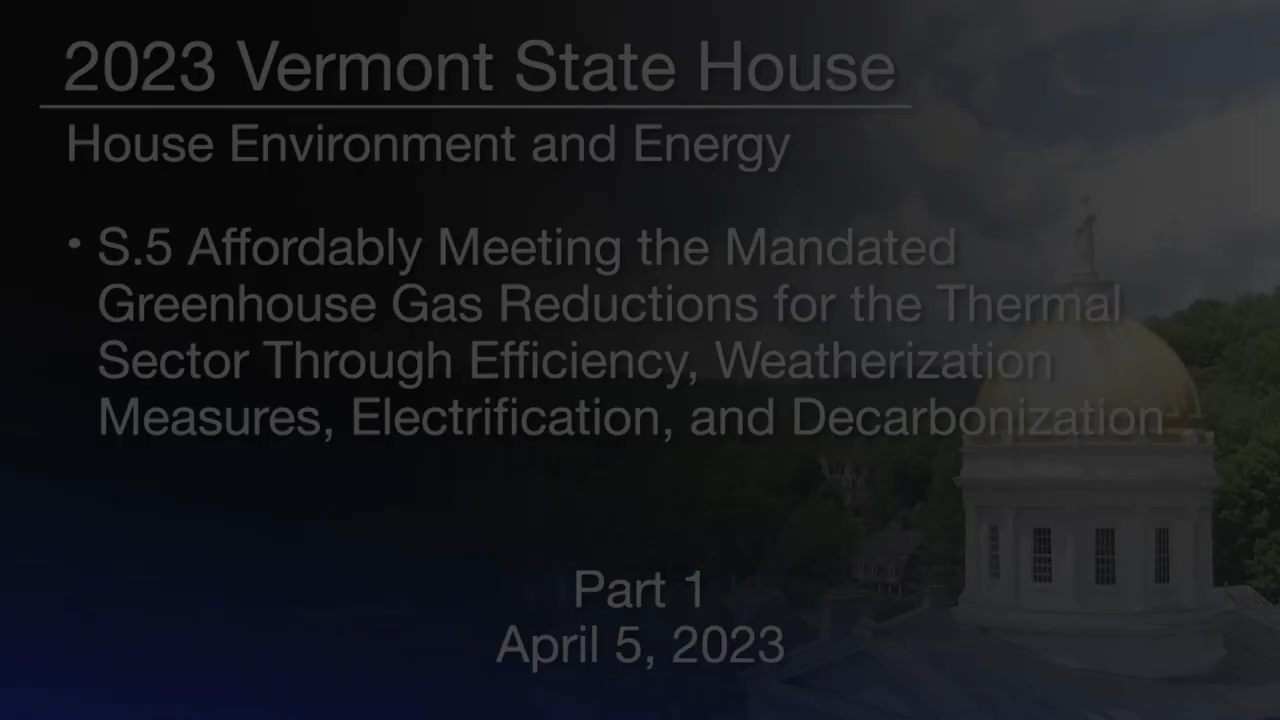 2023 Vermont State House
House Environment and Energy
• S.5 Affordably Meeting the Mandated
Greenhouse Gas Reductions for the Thermal
Sector Through Efficiency, Weatherization
Measures, Electrification, and Decarbonization
Part 1
April 5, 2023